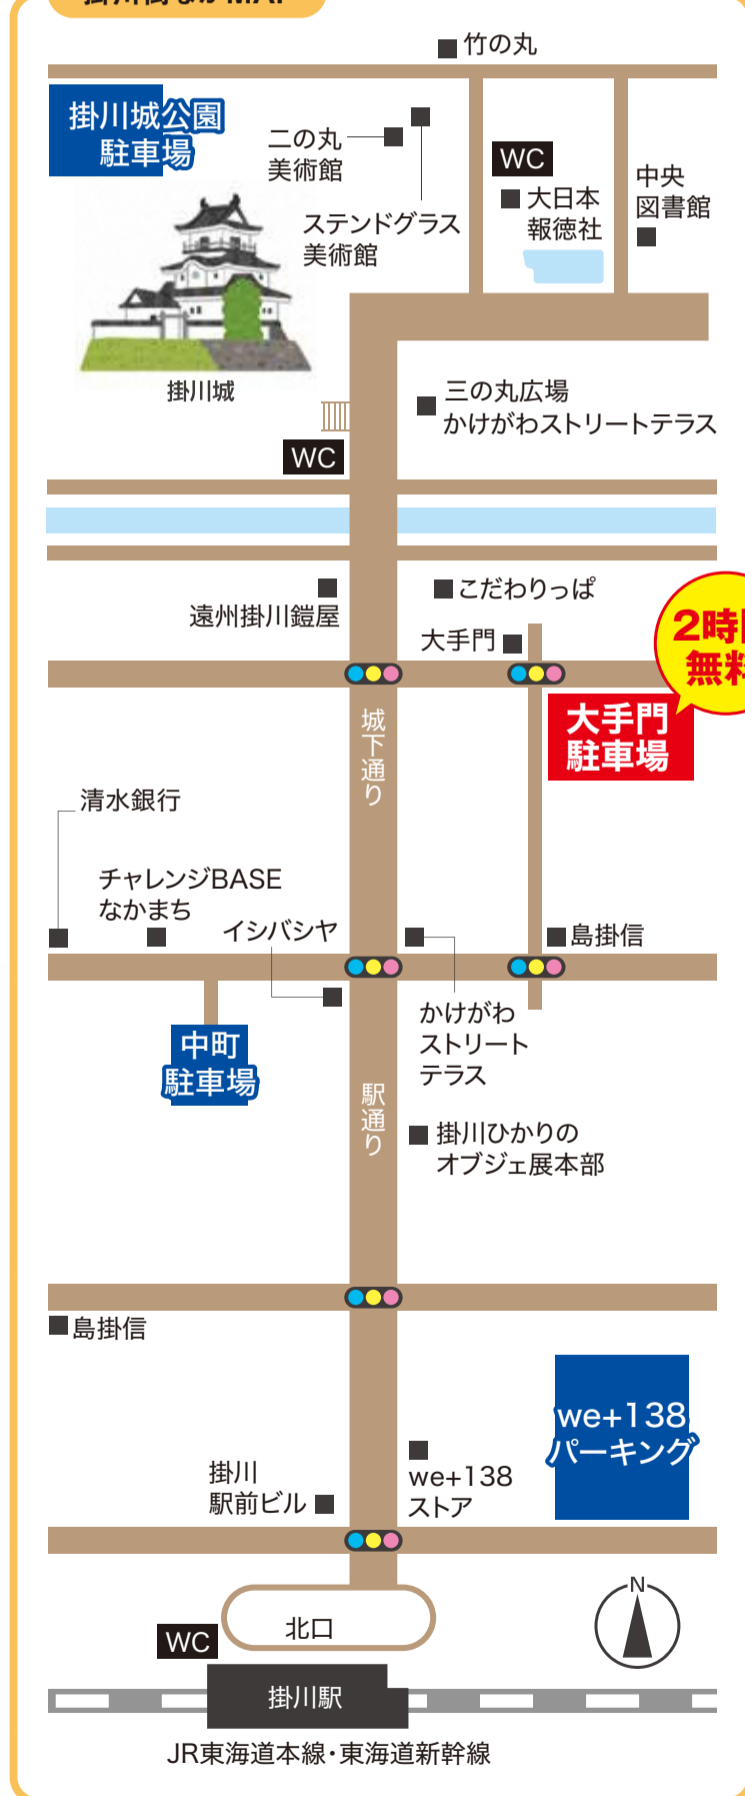 竹の丸
掛川城公園
駐車場
二の丸
美術館
ステンドグラス
美術館
WC
大日本
報徳社
中央
図書館
掛川城
三の丸広場
かけがわストリートテラス
WC
遠州掛川鎧屋
こだわりっぱ
大手門
2時
無料
大手門
駐車場
城下通り
清水銀行
チャレンジBASE
なかまち
イシバシヤ
島掛信
かけがわ
ストリート
テラス
中町
駐車場
駅通り
掛川ひかりの
オブジェ展本部
島掛信
we+138
パーキング
we+138
ストア
掛川
駅前ビル
N
北口
WC
掛川駅
JR東海道本線・東海道新幹線